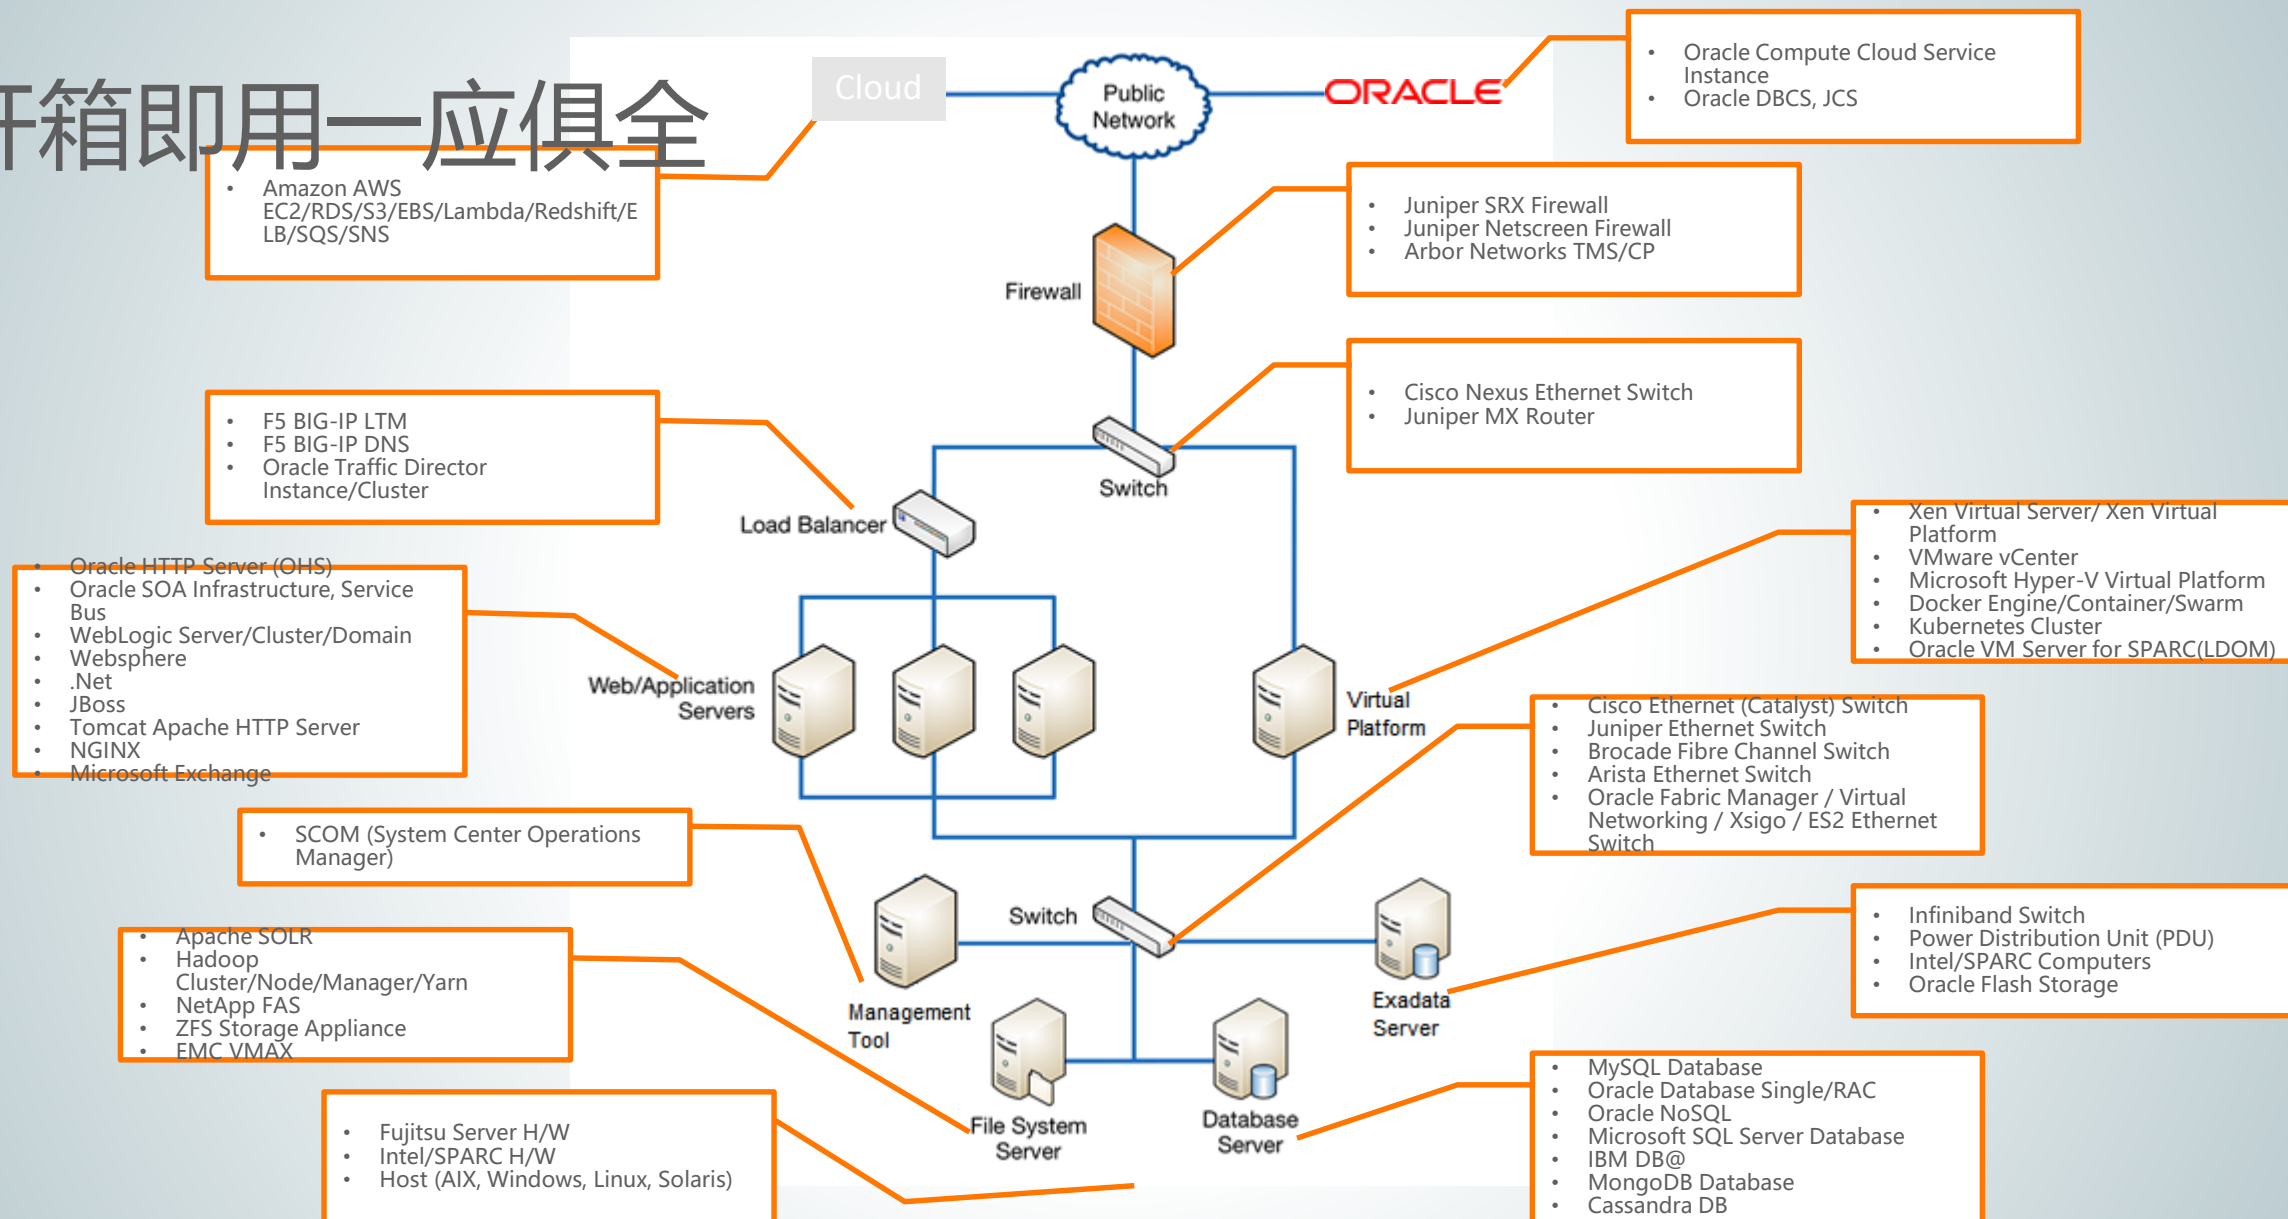 开箱即用一应俱全
Cloud
Public
Network
ORACLE
• Oracle Compute Cloud Service
Instance
• Oracle DBCS, JCS
• Amazon AWS
EC2/RDS/S3/EBS/Lambda/Redshift/E
LB/SQS/SNS
• Juniper SRX Firewall
• Juniper Netscreen Firewall
• Arbor Networks TMS/CP
Firewall
• Cisco Nexus Ethernet Switch
• Juniper MX Router
• F5 BIG-IP LTM
• F5 BIG-IP DNS
• Oracle Traffic Director
Instance/Cluster
Switch
Load Balancer
• Xen Virtual Server/ Xen Virtual
Platform
• VMware vCenter
• Microsoft Hyper-V Virtual Platform
• Docker Engine/Container/Swarm
• Kubernetes Cluster
• Oracle VM Server for SPARC(LDOM)
• Oracle HTTP Server (OHS)
• Oracle SOA Infrastructure, Service
Bus
• WebLogic Server/Cluster/Domain
• Websphere
• .Net
• JBoss
• Tomcat Apache HTTP Server
• NGINX
• Microsoft Exchange
Web/Application
Servers
Virtual
Platform
• Cisco Ethernet (Catalyst) Switch
• Juniper Ethernet Switch
• Brocade Fibre Channel Switch
• Arista Ethernet Switch
• Oracle Fabric Manager / Virtual
Networking / Xsigo / ES2 Ethernet
Switch
• SCOM (System Center Operations
Manager)
Switch
• Infiniband Switch
• Power Distribution Unit (PDU)
• Intel/SPARC Computers
• Oracle Flash Storage
• Apache SOLR
• Hadoop
Cluster/Node/Manager/Yarn
• NetApp FAS
• ZFS Storage Appliance
• EMC VMAX
Management
Tool
Exadata
Server
File System
Server
Database
Server
• MySQL Database
• Oracle Database Single/RAC
• Oracle NoSQL
• Microsoft SQL Server Database
• IBM DB@
• MongoDB Database
• Cassandra DB
• Fujitsu Server H/W
• Intel/SPARC H/W
• Host (AIX, Windows, Linux, Solaris)